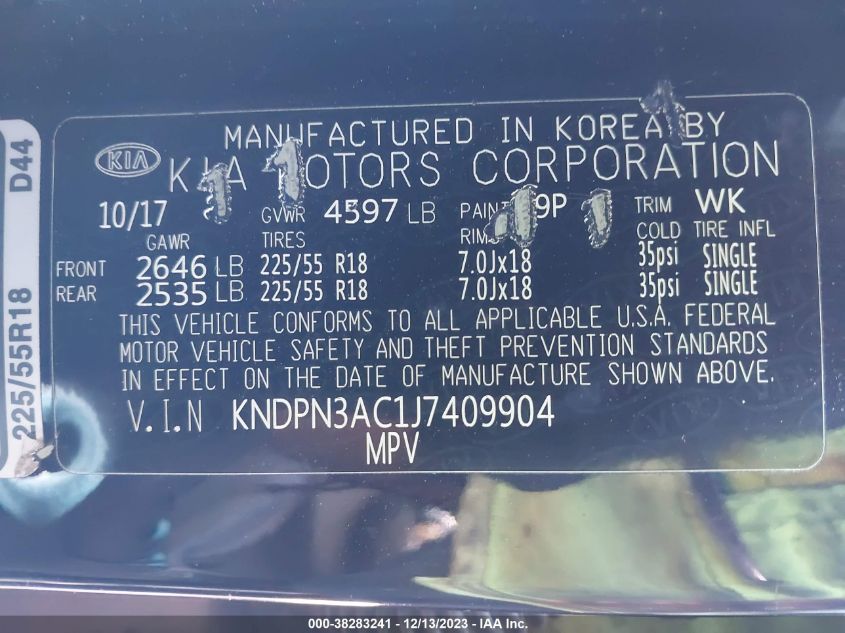 MANUFACTURED IN KOREA BY
KIA
KIA MOTORS CORPORATION
10/17 GVWR 4597 LB PAINT 9P TRIM WK
GAWR TIRES RIMS COLD TIRE INFL
FRONT 2646 LB 225/55 R18 7.0Jx18 35psi SINGLE
REAR 2535 LB 225/55 R18 7.0Jx18 35psi SINGLE
THIS VEHICLE CONFORMS TO ALL APPLICABLE U.S.A. FEDERAL
MOTOR VEHICLE SAFETY AND THEFT PREVENTION STANDARDS
IN EFFECT ON THE DATE OF MANUFACTURE SHOWN ABOVE.
V.I.N KNDPN3AC1J7409904
MPV
225/55R18 D44
000-38283241 - 12/13/2023 - IAA Inc.